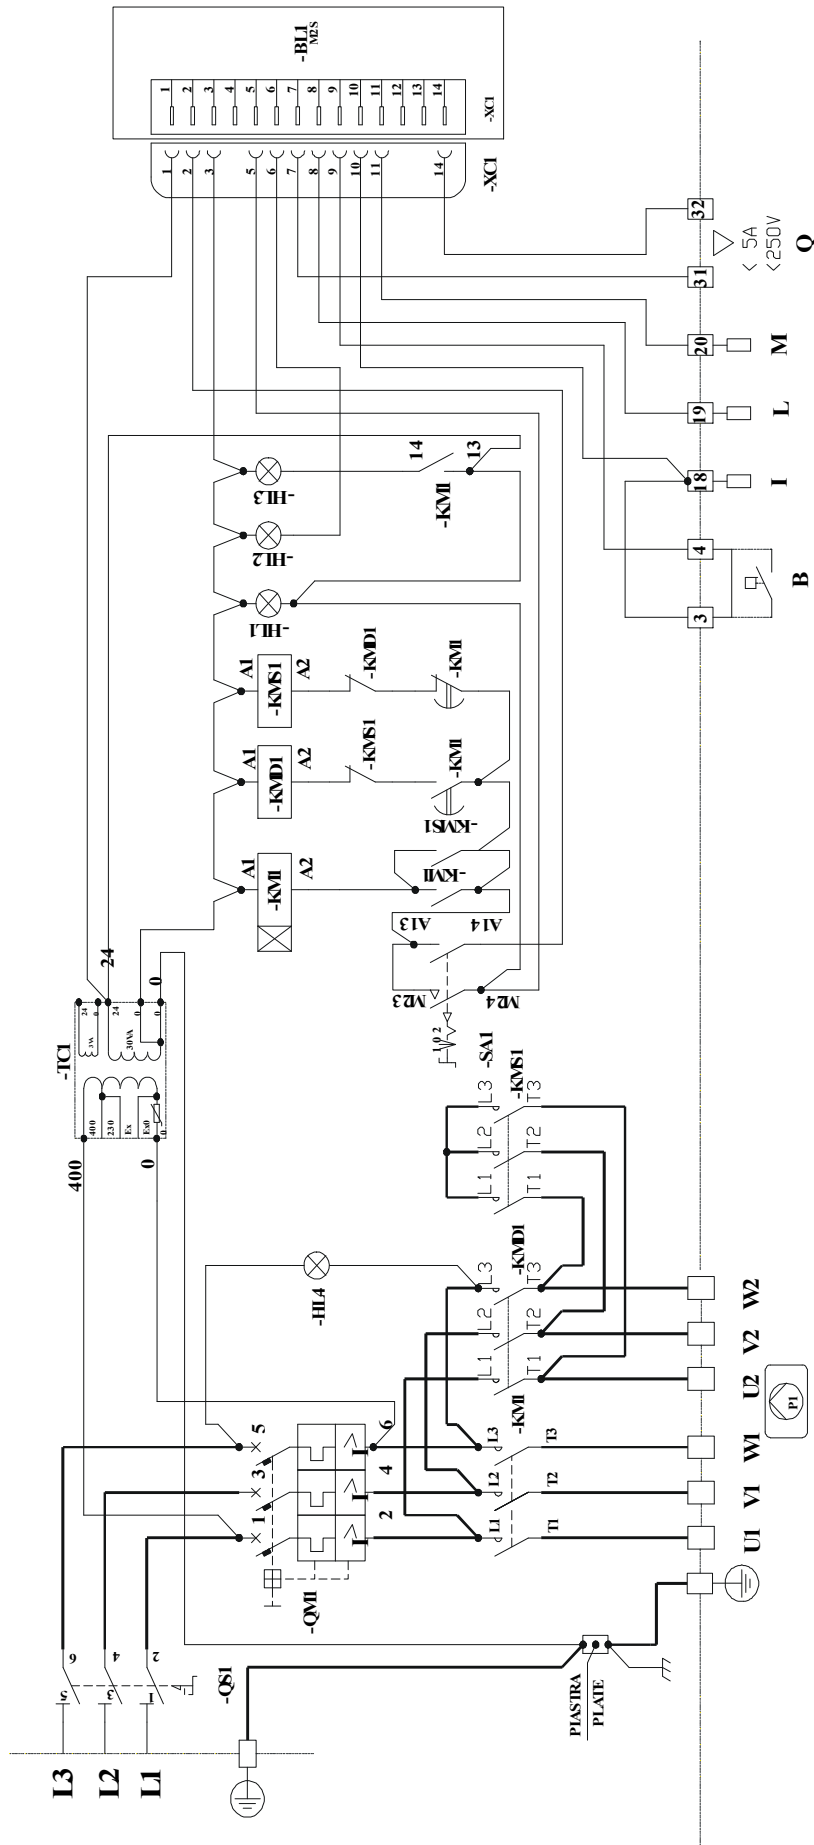 -BL1
M2S
1 2 3 4 5 6 7 8 9 10 11 12 13 14
-XC1
1 2 3 5 6 7 8 9 10 11 14
-XC1
-TC1
400
0
400
230
Ex
Ex0
0
24
3VA
0
24
30VA
0
0
24
0
-HL3
-HL2
-HL1
14
13
-KM1
A1
-KMS1
A2
-KMD1
-KM1
A1
-KMD1
A2
-KMS1
-KM1
-KMS1
A1
-KM1
A2
-KM1
A13
A14
M23
M24
1 0 2
-SA1
-KMS1
L1 L2 L3
T1 T2 T3
-KMD1
L1 L2 L3
T1 T2 T3
-KM1
L1 L2 L3
T1 T2 T3
-HL4
1 3 5
I> I> I>
2 4 6
-QM1
L3
L2
L1
5 6
3 4
1 2
-QS1
PIASTRA
PLATE
U1 V1 W1 U2 V2 W2
P1
3 4 18 19 20 31 32
< 5A
<250V
B I L M Q